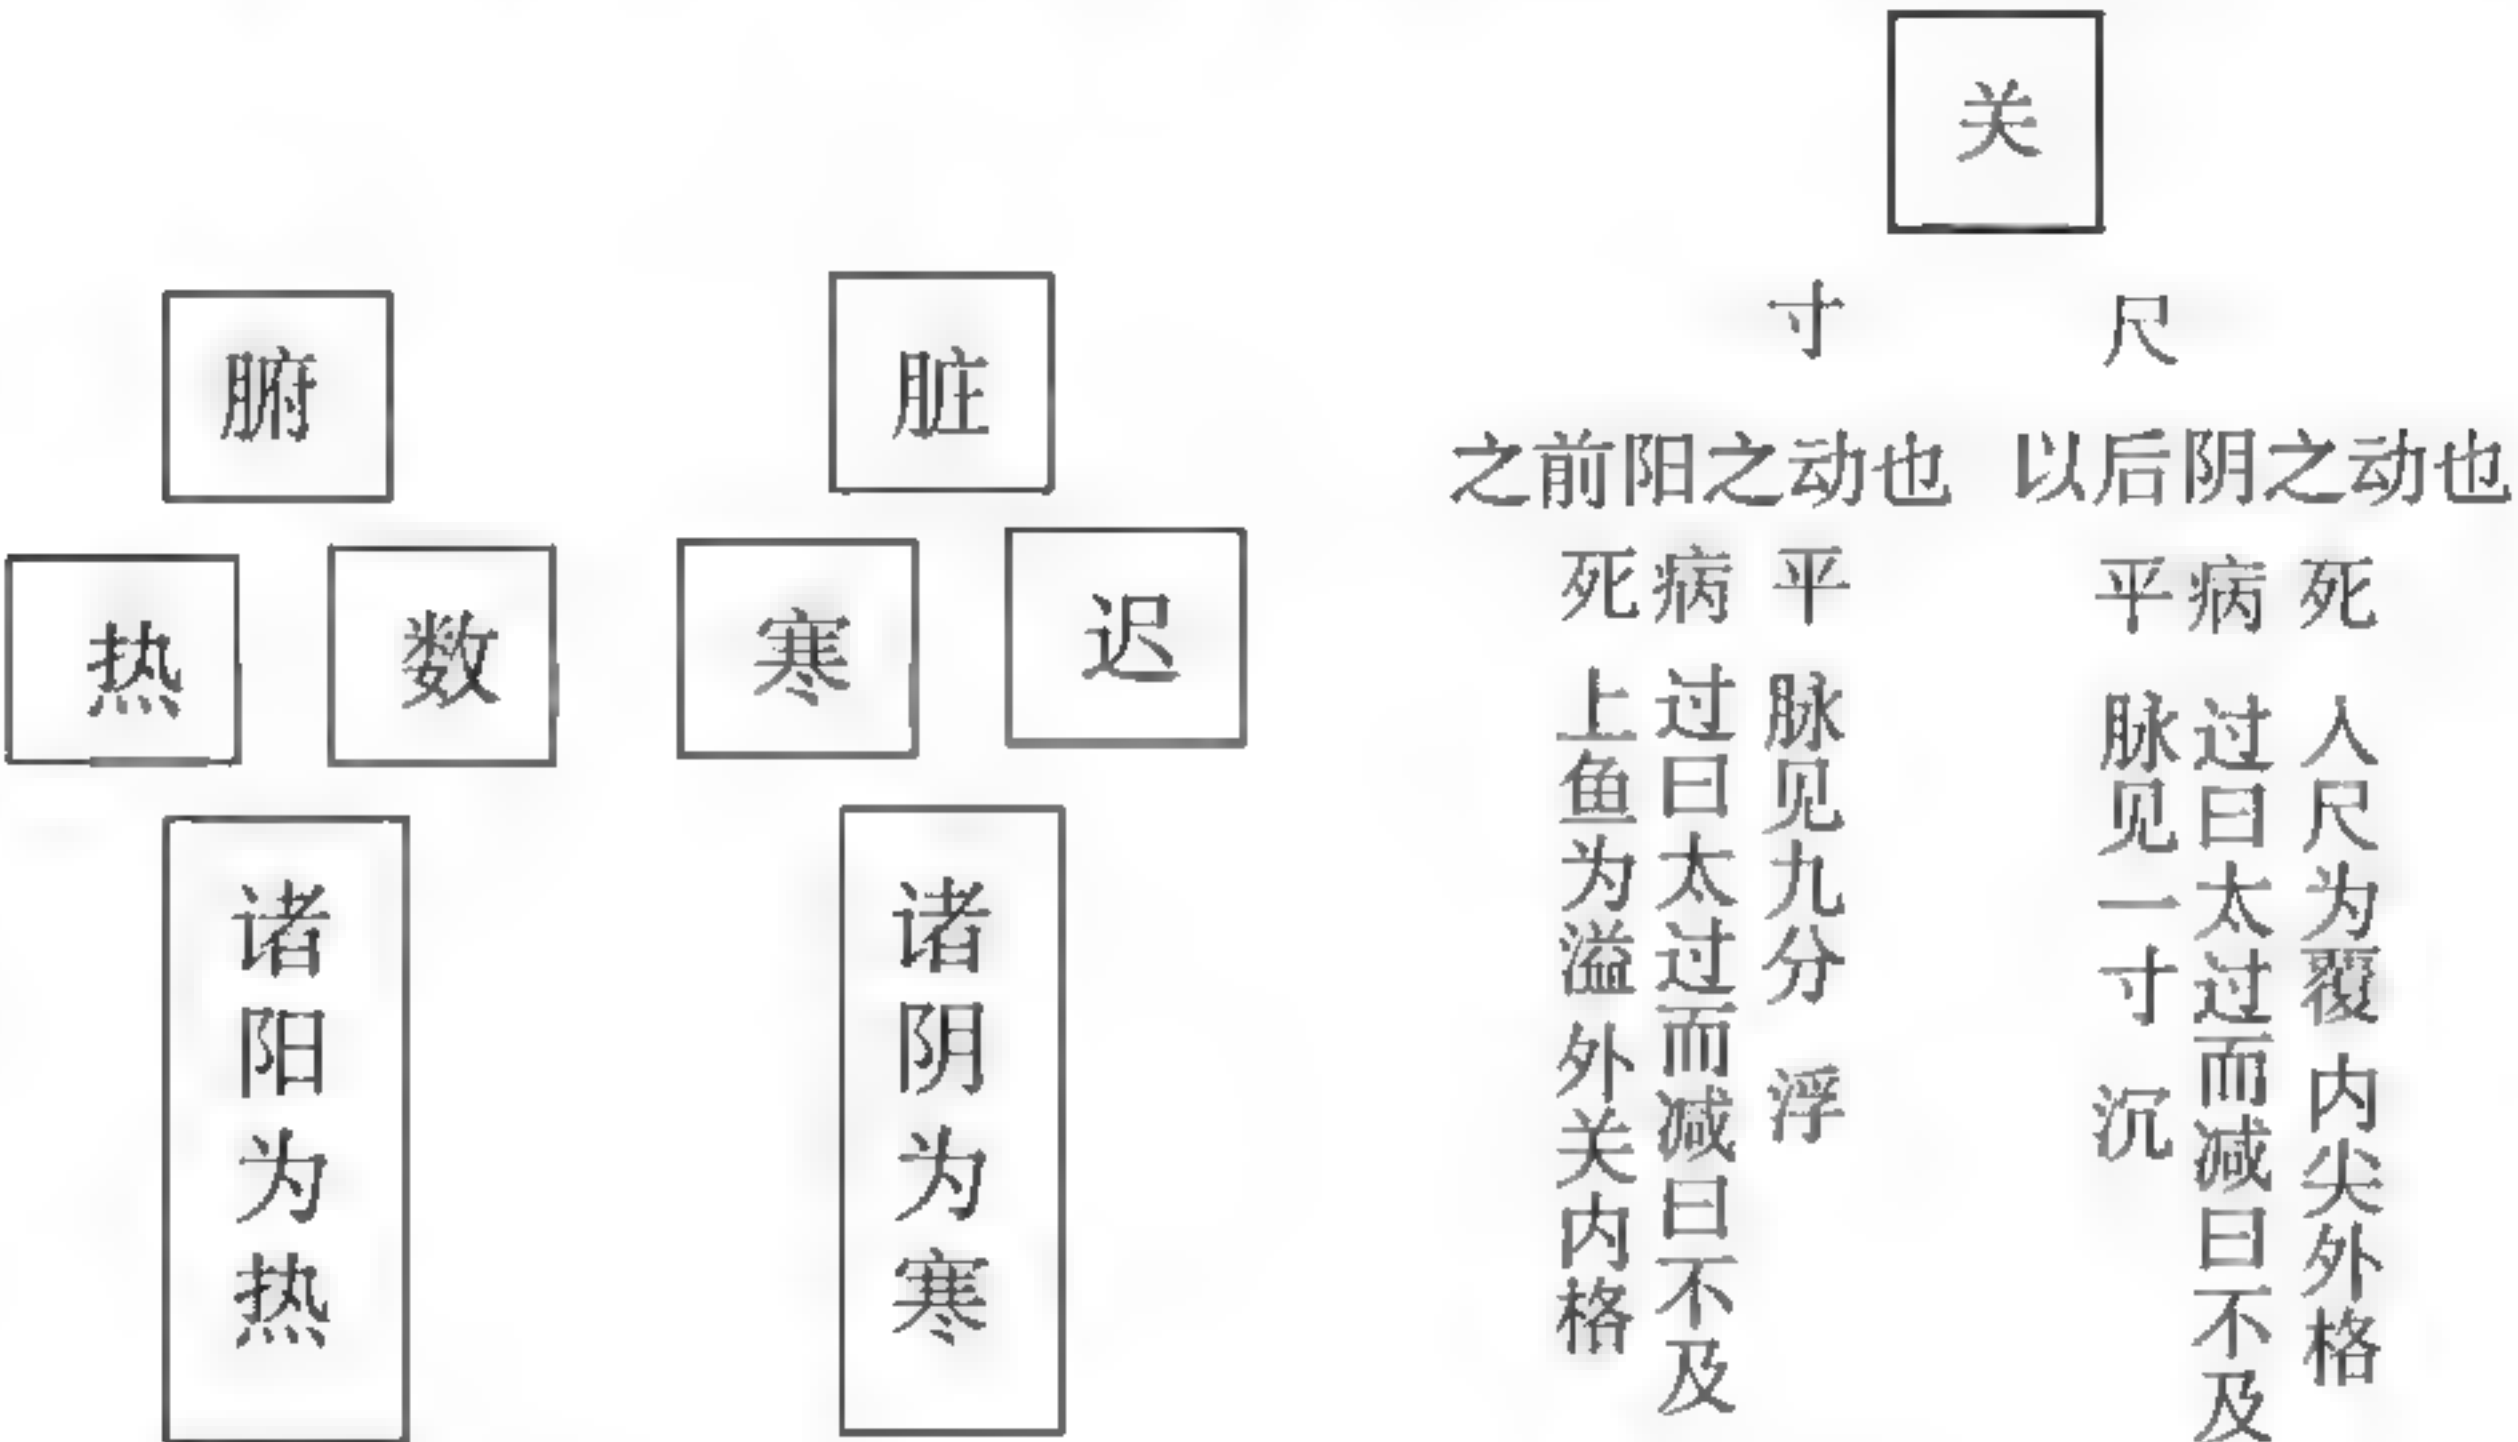 关
寸
尺
之前阳之动也
以后阴之动也
平 脉见九分 浮
病 过曰太过而减曰不及
死 上鱼为溢 外关内格
死 人尺为覆 内尖外格
病 过曰太过而减曰不及
平 脉见一寸 沉
脏
寒
迟
诸阴为寒
腑
热
数
诸阳为热